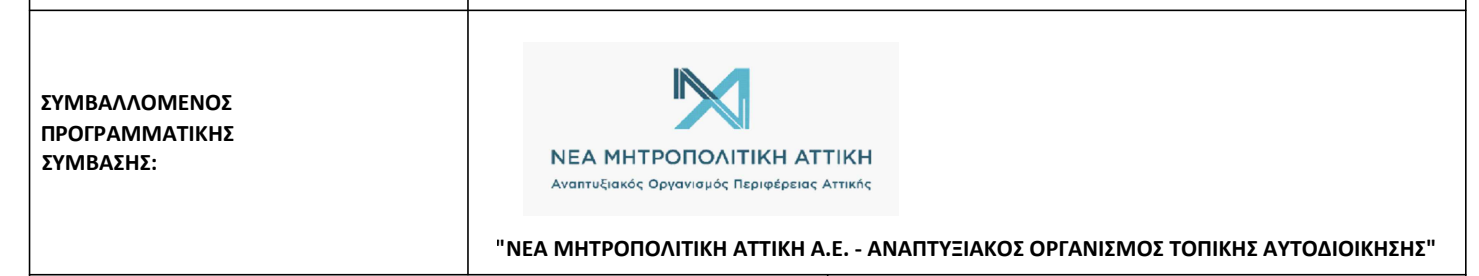 ΣΥΜΒΑΛΛΟΜΕΝΟΣ
ΠΡΟΓΡΑΜΜΑΤΙΚΗΣ
ΣΥΜΒΑΣΗΣ:
ΝΕΑ ΜΗΤΡΟΠΟΛΙΤΙΚΗ ΑΤΤΙΚΗ
Αναπτυξιακός Οργανισμός Περιφέρειας Αττικής
"ΝΕΑ ΜΗΤΡΟΠΟΛΙΤΙΚΗ ΑΤΤΙΚΗ Α.Ε. - ΑΝΑΠΤΥΞΙΑΚΟΣ ΟΡΓΑΝΙΣΜΟΣ ΤΟΠΙΚΗΣ ΑΥΤΟΔΙΟΙΚΗΣΗΣ"